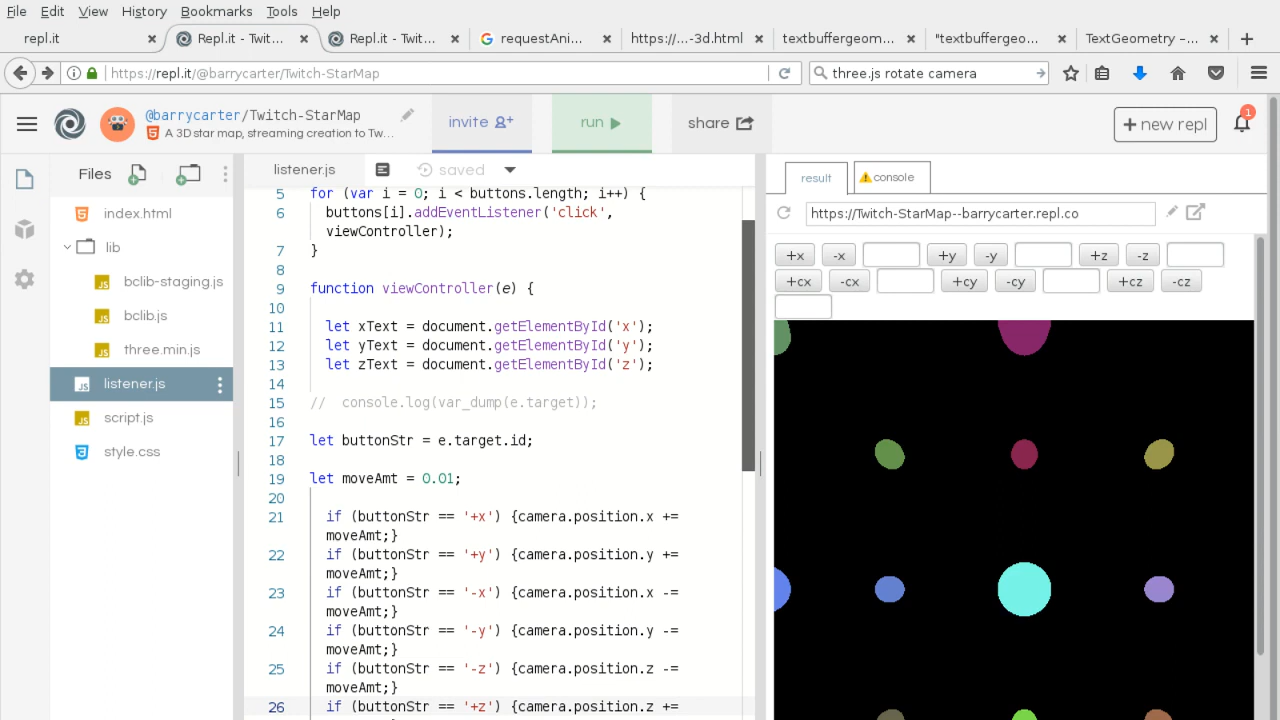 File Edit View History Bookmarks Tools Help
repl.it × Repl.it - Twit... × Repl.it - Twit... × requestAni... × https:/...-3d.html × textbuffergeom... × "textbuffergeo... × TextGeometry –... × +
https://repl.it/@barrycarter/Twitch-StarMap three.js rotate camera
@barrycarter/Twitch-StarMap
A 3D star map, streaming creation to Tw...
invite run share + new repl 1
Files
index.html
lib
bclib-staging.js
bclib.js
three.min.js
listener.js
script.js
style.css
listener.js saved
5 for (var i = 0; i < buttons.length; i++) {
6 buttons[i].addEventListener('click',
viewController);
7 }
8
9 function viewController(e) {
10
11 let xText = document.getElementById('x');
12 let yText = document.getElementById('y');
13 let zText = document.getElementById('z');
14
15 // console.log(var_dump(e.target));
16
17 let buttonStr = e.target.id;
18
19 let moveAmt = 0.01;
20
21 if (buttonStr == '+x') {camera.position.x +=
moveAmt;}
22 if (buttonStr == '+y') {camera.position.y +=
moveAmt;}
23 if (buttonStr == '-x') {camera.position.x -=
moveAmt;}
24 if (buttonStr == '-y') {camera.position.y -=
moveAmt;}
25 if (buttonStr == '-z') {camera.position.z -=
moveAmt;}
26 if (buttonStr == '+z') {camera.position.z +=
result console
https://Twitch-StarMap--barrycarter.repl.co
+x -x +y -y +z -z
+cx -cx +cy -cy +cz -cz